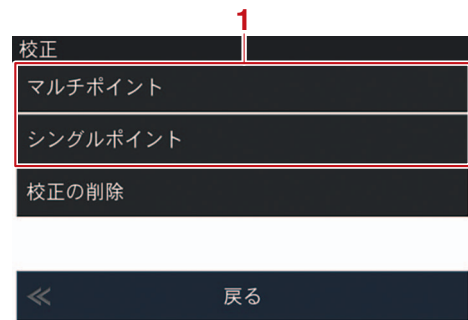 1
校正
マルチポイント
シングルポイント
校正の削除
戻る